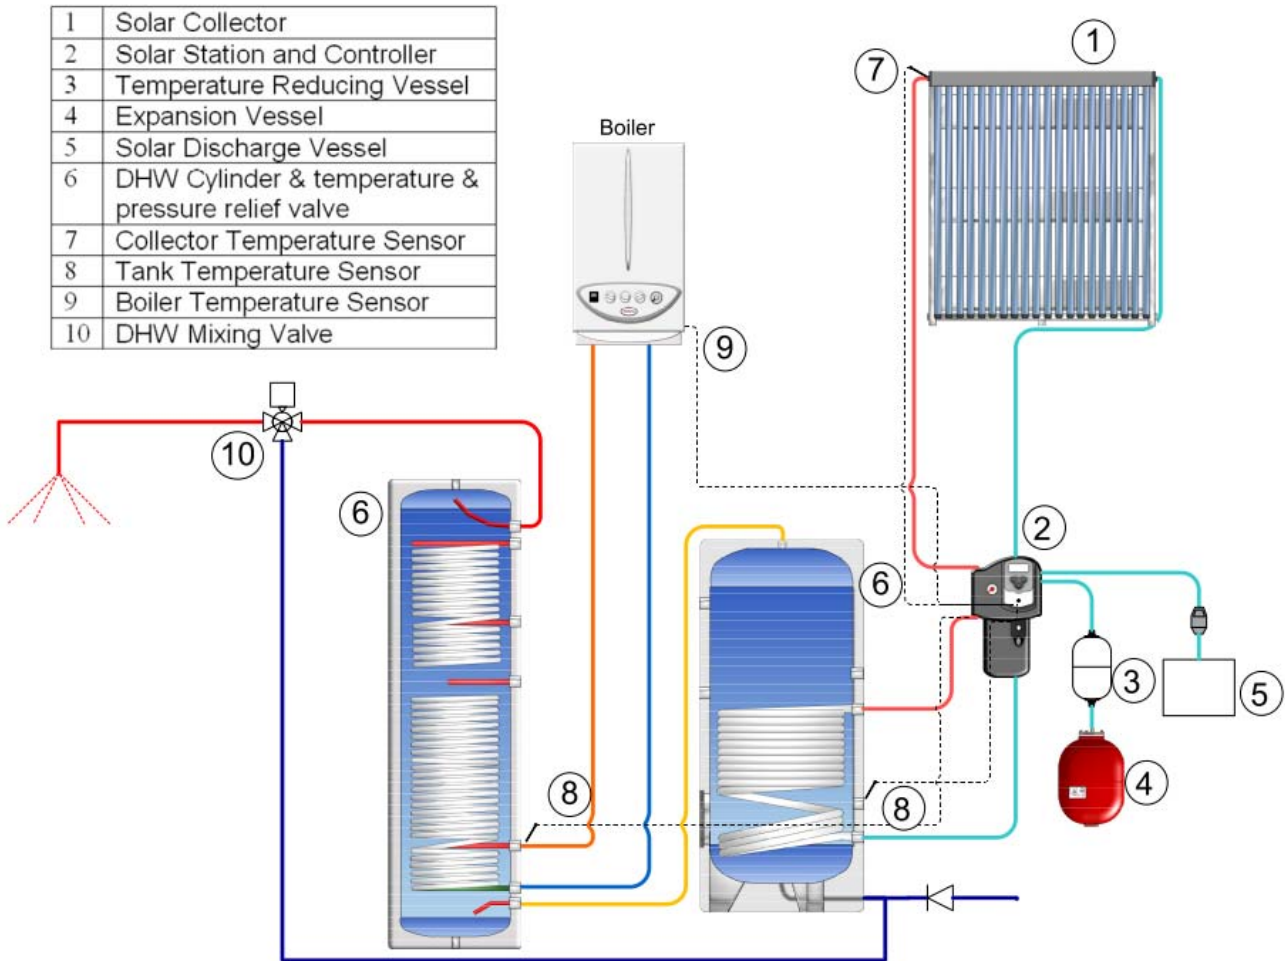 1 Solar Collector
2 Solar Station and Controller
3 Temperature Reducing Vessel
4 Expansion Vessel
5 Solar Discharge Vessel
6 DHW Cylinder & temperature &
pressure relief valve
7 Collector Temperature Sensor
8 Tank Temperature Sensor
9 Boiler Temperature Sensor
10 DHW Mixing Valve
1
7
Boiler
9
10
6
2
6
3
5
4
8
8